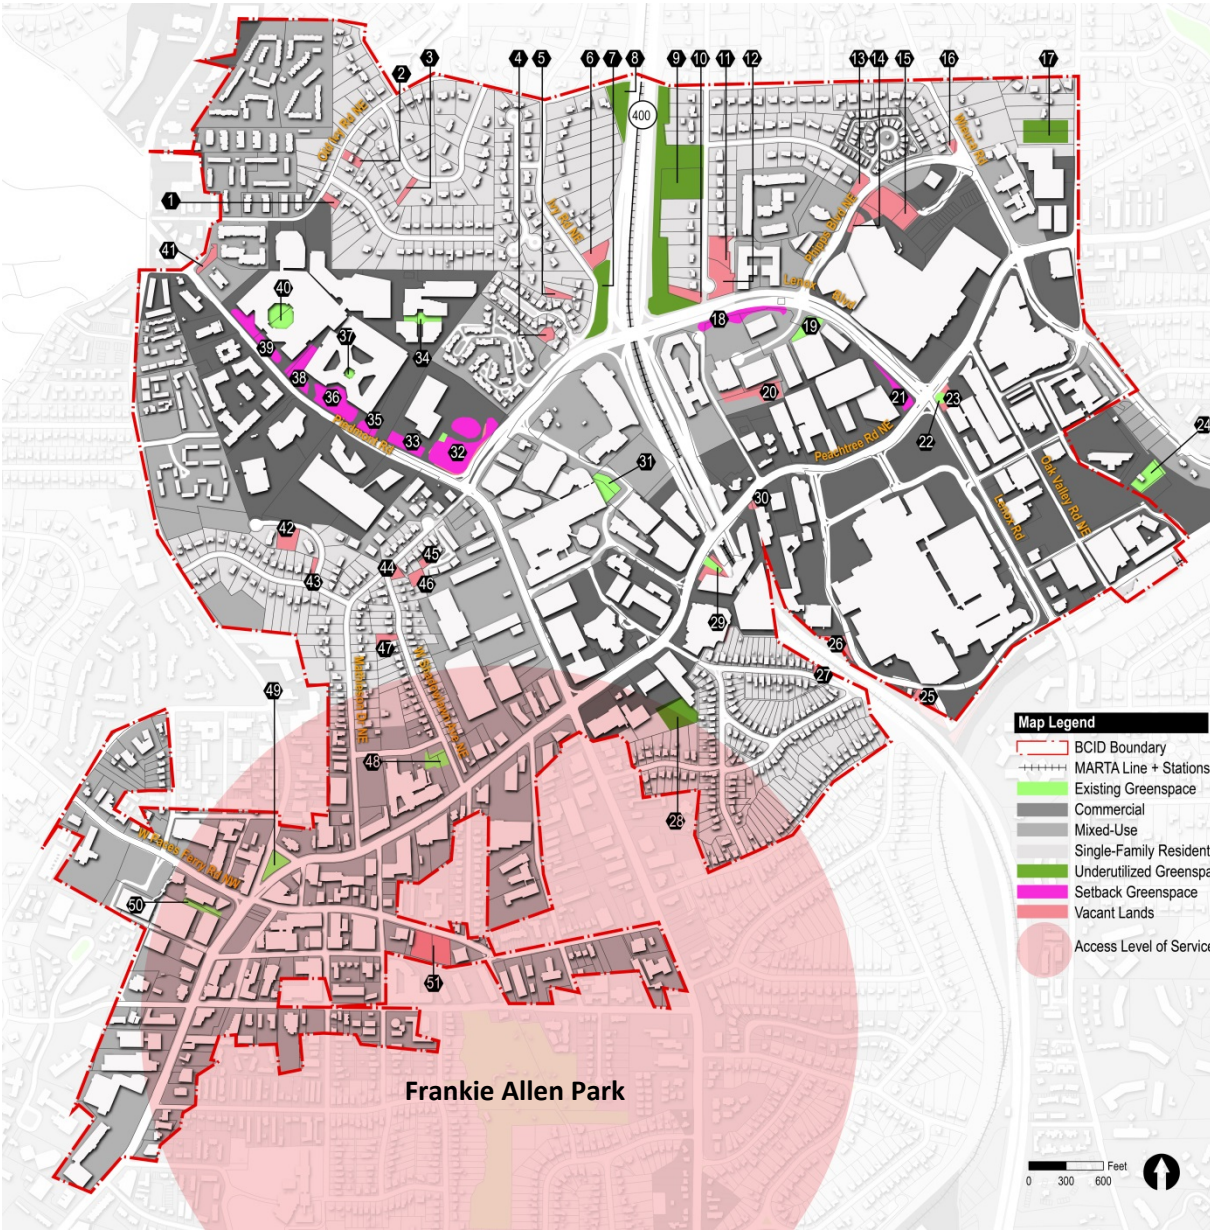 3
2
4
5
6
7
8
9
10
11
12
13
14
15
16
17
400
Old Ivy Rd NE
Wieuca Rd
1
Ivy Rd NE
Phipps Blvd NE
41
Lenox Blvd
40
18
19
37
34
39
38
20
36
21
23
35
Piedmont Rd
33
32
22
Peachtree Rd NE
24
31
Oak Valley Rd NE
Lenox Rd
30
42
45
44
43
46
29
47
26
27
25
49
48
28
Map Legend
BCID Boundary
MARTA Line + Stations
Existing Greenspace
Commercial
Mixed-Use
Single-Family Resident
Underutilized Greenspa
Setback Greenspace
Vacant Lands
Access Level of Service
W Paces Ferry Rd NW
50
51
Frankie Allen Park
Feet
0 300 600